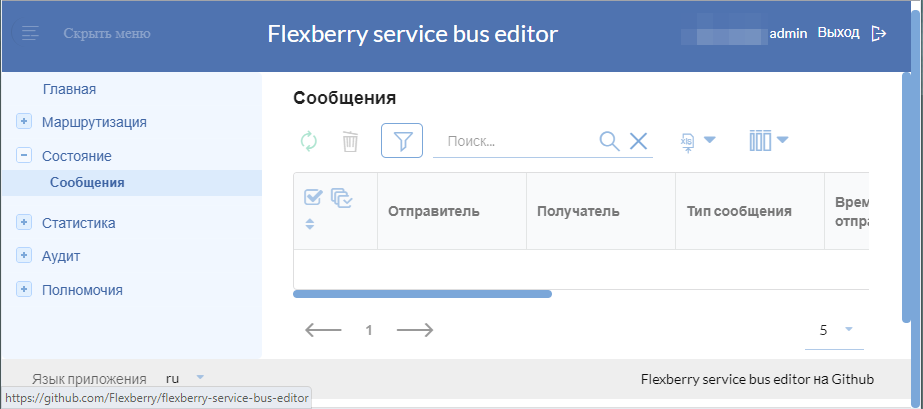 Скрыть меню
Flexberry service bus editor
admin
Выход
Главная
Маршрутизация
Состояние
Сообщения
Статистика
Аудит
Полномочия
Сообщения
Поиск...
XLS
Отправитель
Получатель
Тип сообщения
Врем
отпра
1
5
Язык приложения
ru
Flexberry service bus editor на Github
https://github.com/Flexberry/flexberry-service-bus-editor